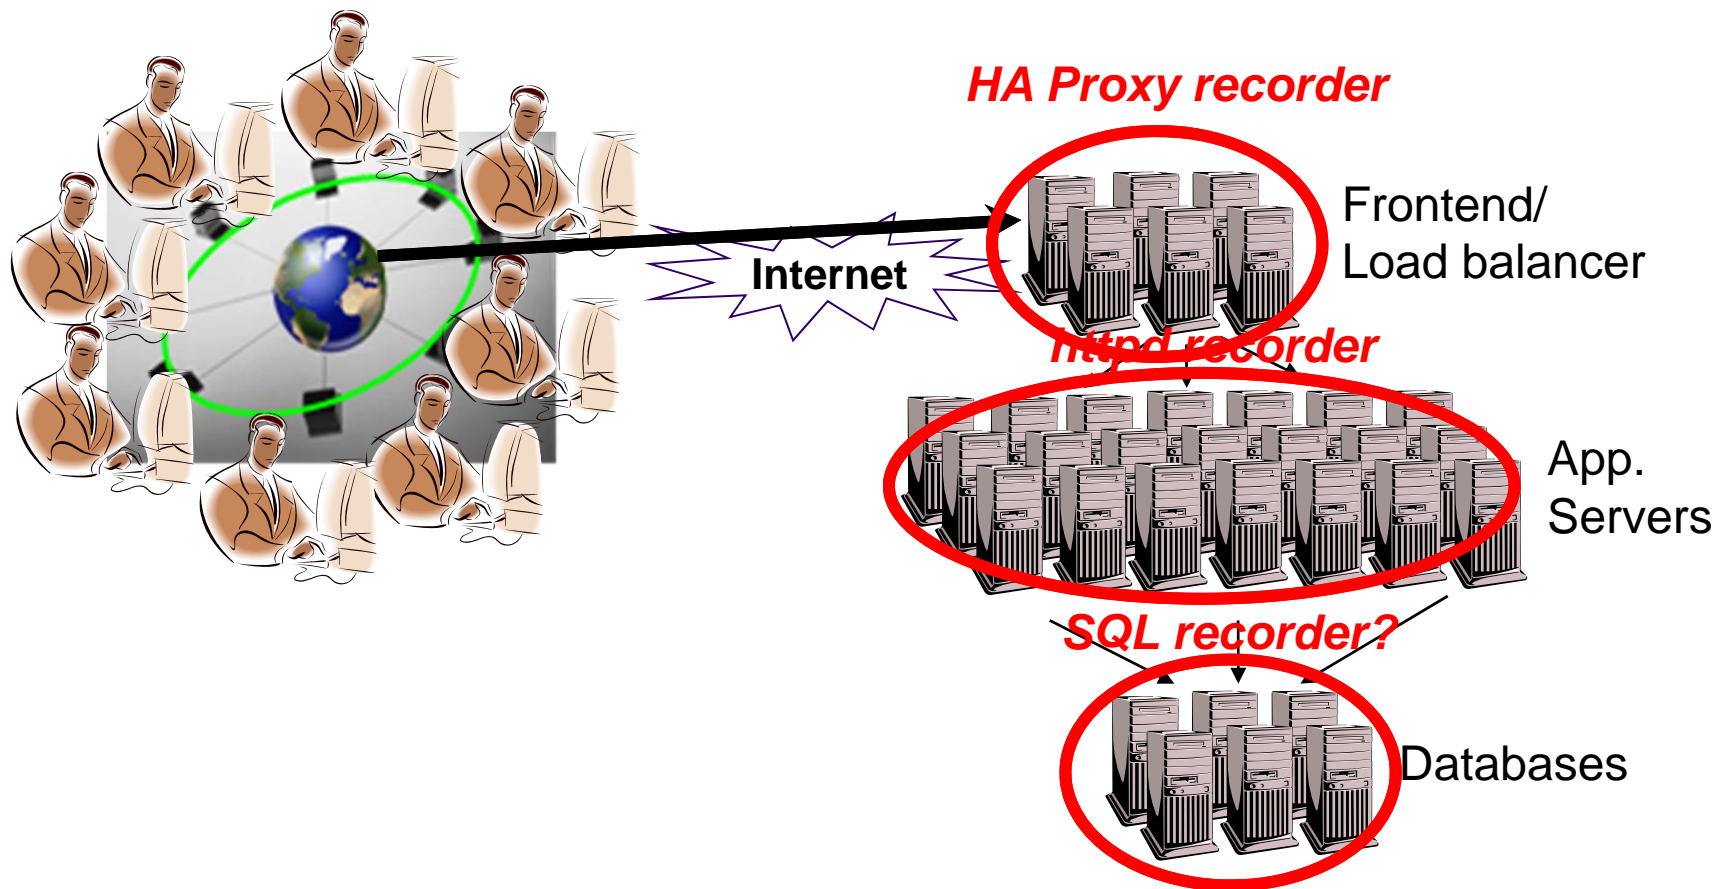 HA Proxy recorder
Frontend/
Load balancer
Internet
httpd recorder
App.
Servers
SQL recorder?
Databases